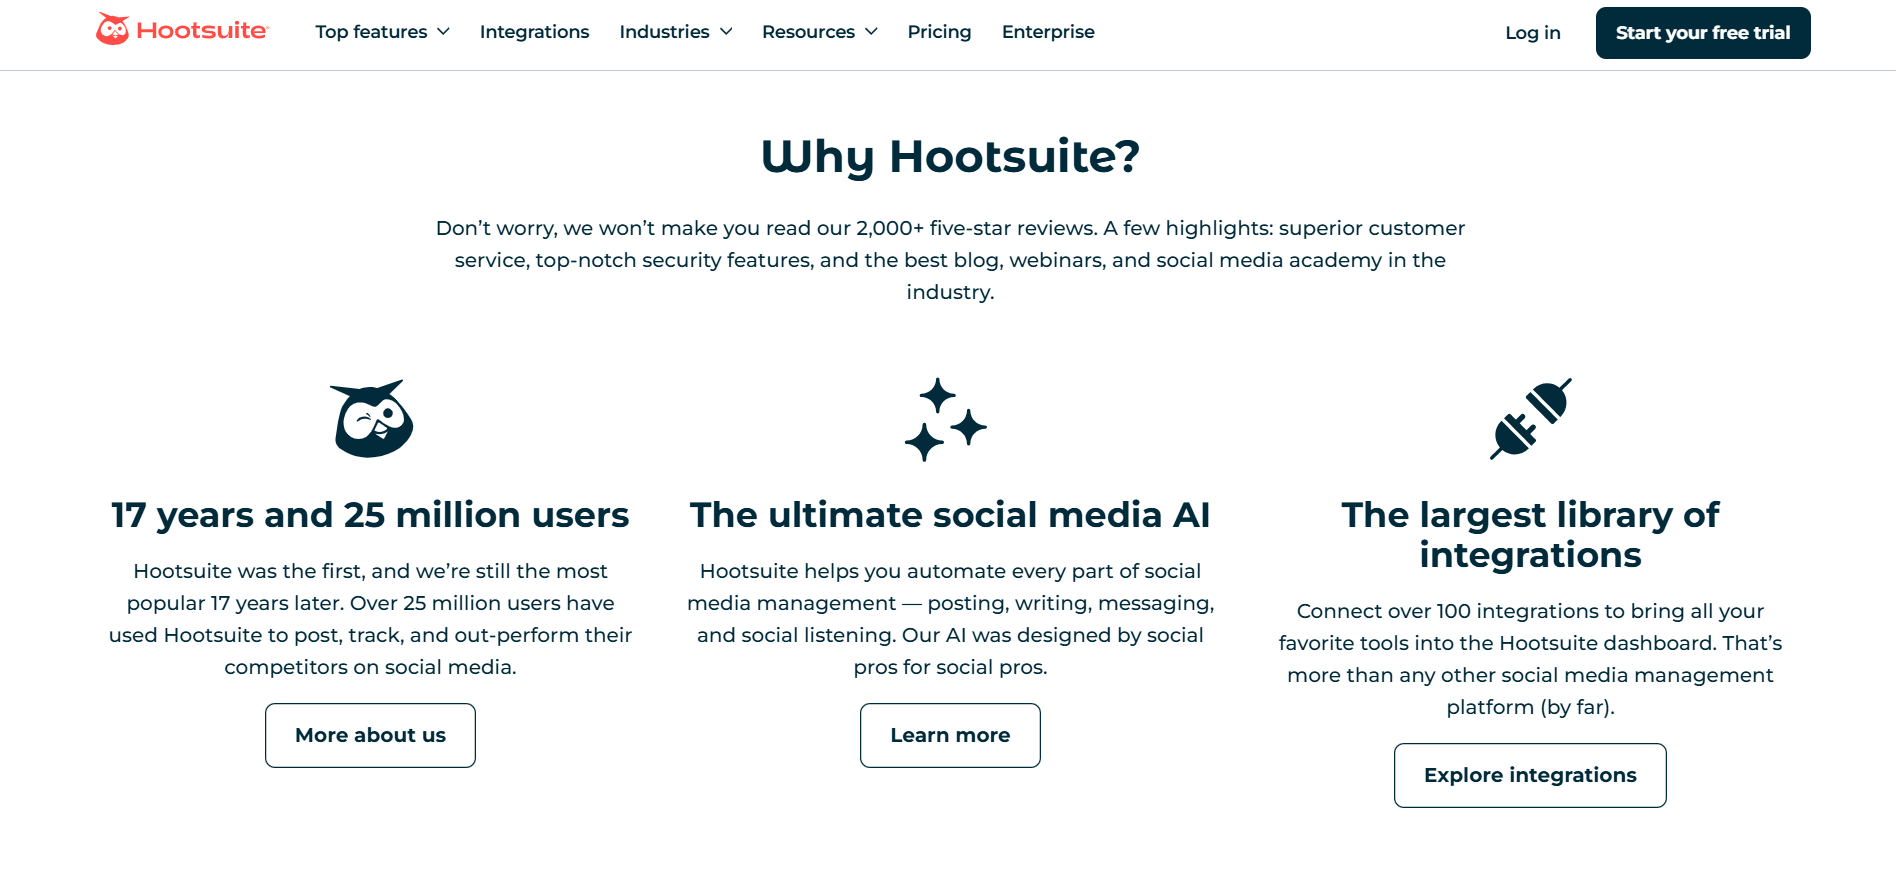 Hootsuite
Top features
Integrations
Industries
Resources
Pricing
Enterprise
Log in
Start your free trial
Why Hootsuite?
Don’t worry, we won’t make you read our 2,000+ five-star reviews. A few highlights: superior customer
service, top-notch security features, and the best blog, webinars, and social media academy in the
industry.
17 years and 25 million users
Hootsuite was the first, and we’re still the most
popular 17 years later. Over 25 million users have
used Hootsuite to post, track, and out-perform their
competitors on social media.
More about us
The ultimate social media AI
Hootsuite helps you automate every part of social
media management — posting, writing, messaging,
and social listening. Our AI was designed by social
pros for social pros.
Learn more
The largest library of
integrations
Connect over 100 integrations to bring all your
favorite tools into the Hootsuite dashboard. That’s
more than any other social media management
platform (by far).
Explore integrations